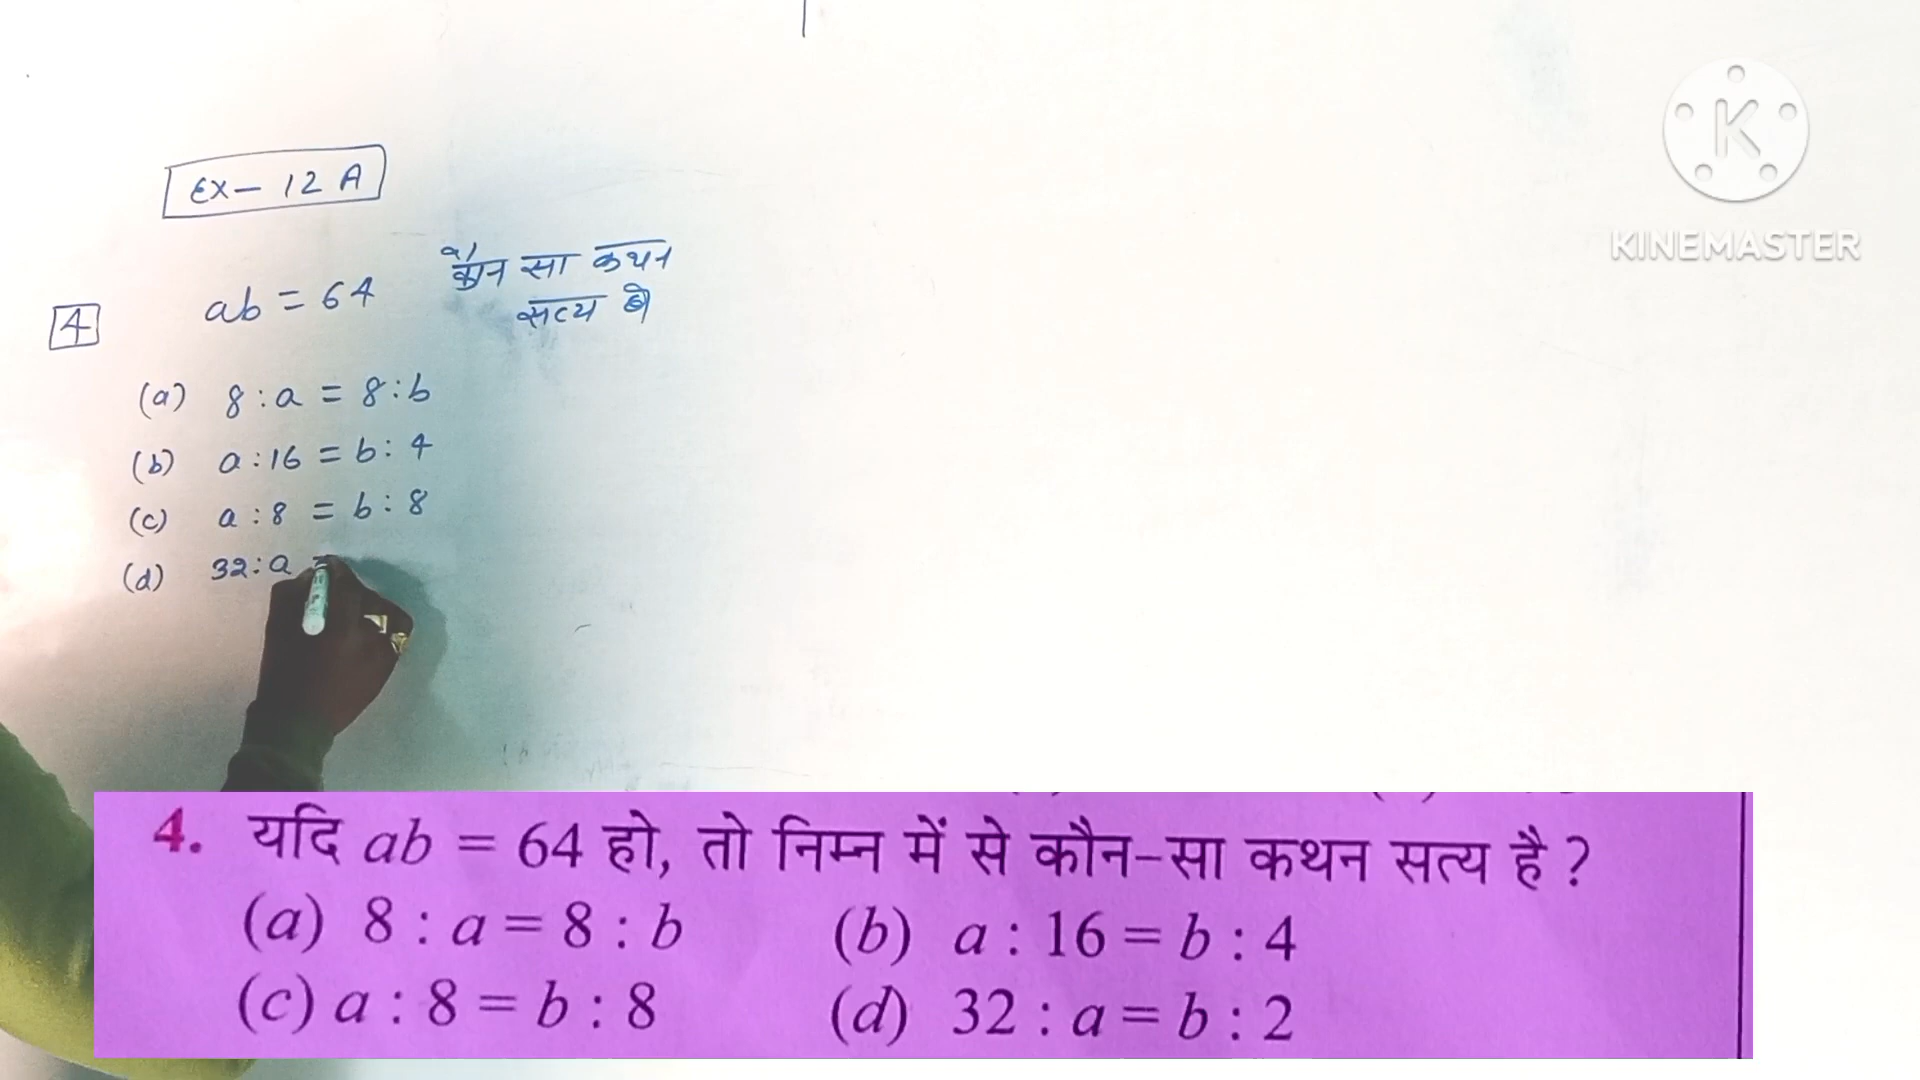 EX- 12 A
4 ab = 64 कौन सा कथन
सत्य है
(a) 8 : a = 8 : b
(b) a : 16 = b : 4
(c) a : 8 = b : 8
(d) 32 : a =
K
KINEMASTER
4. यदि ab = 64 हो, तो निम्न में से कौन-सा कथन सत्य है ?
(a) 8 : a = 8 : b (b) a : 16 = b : 4
(c) a : 8 = b : 8 (d) 32 : a = b : 2